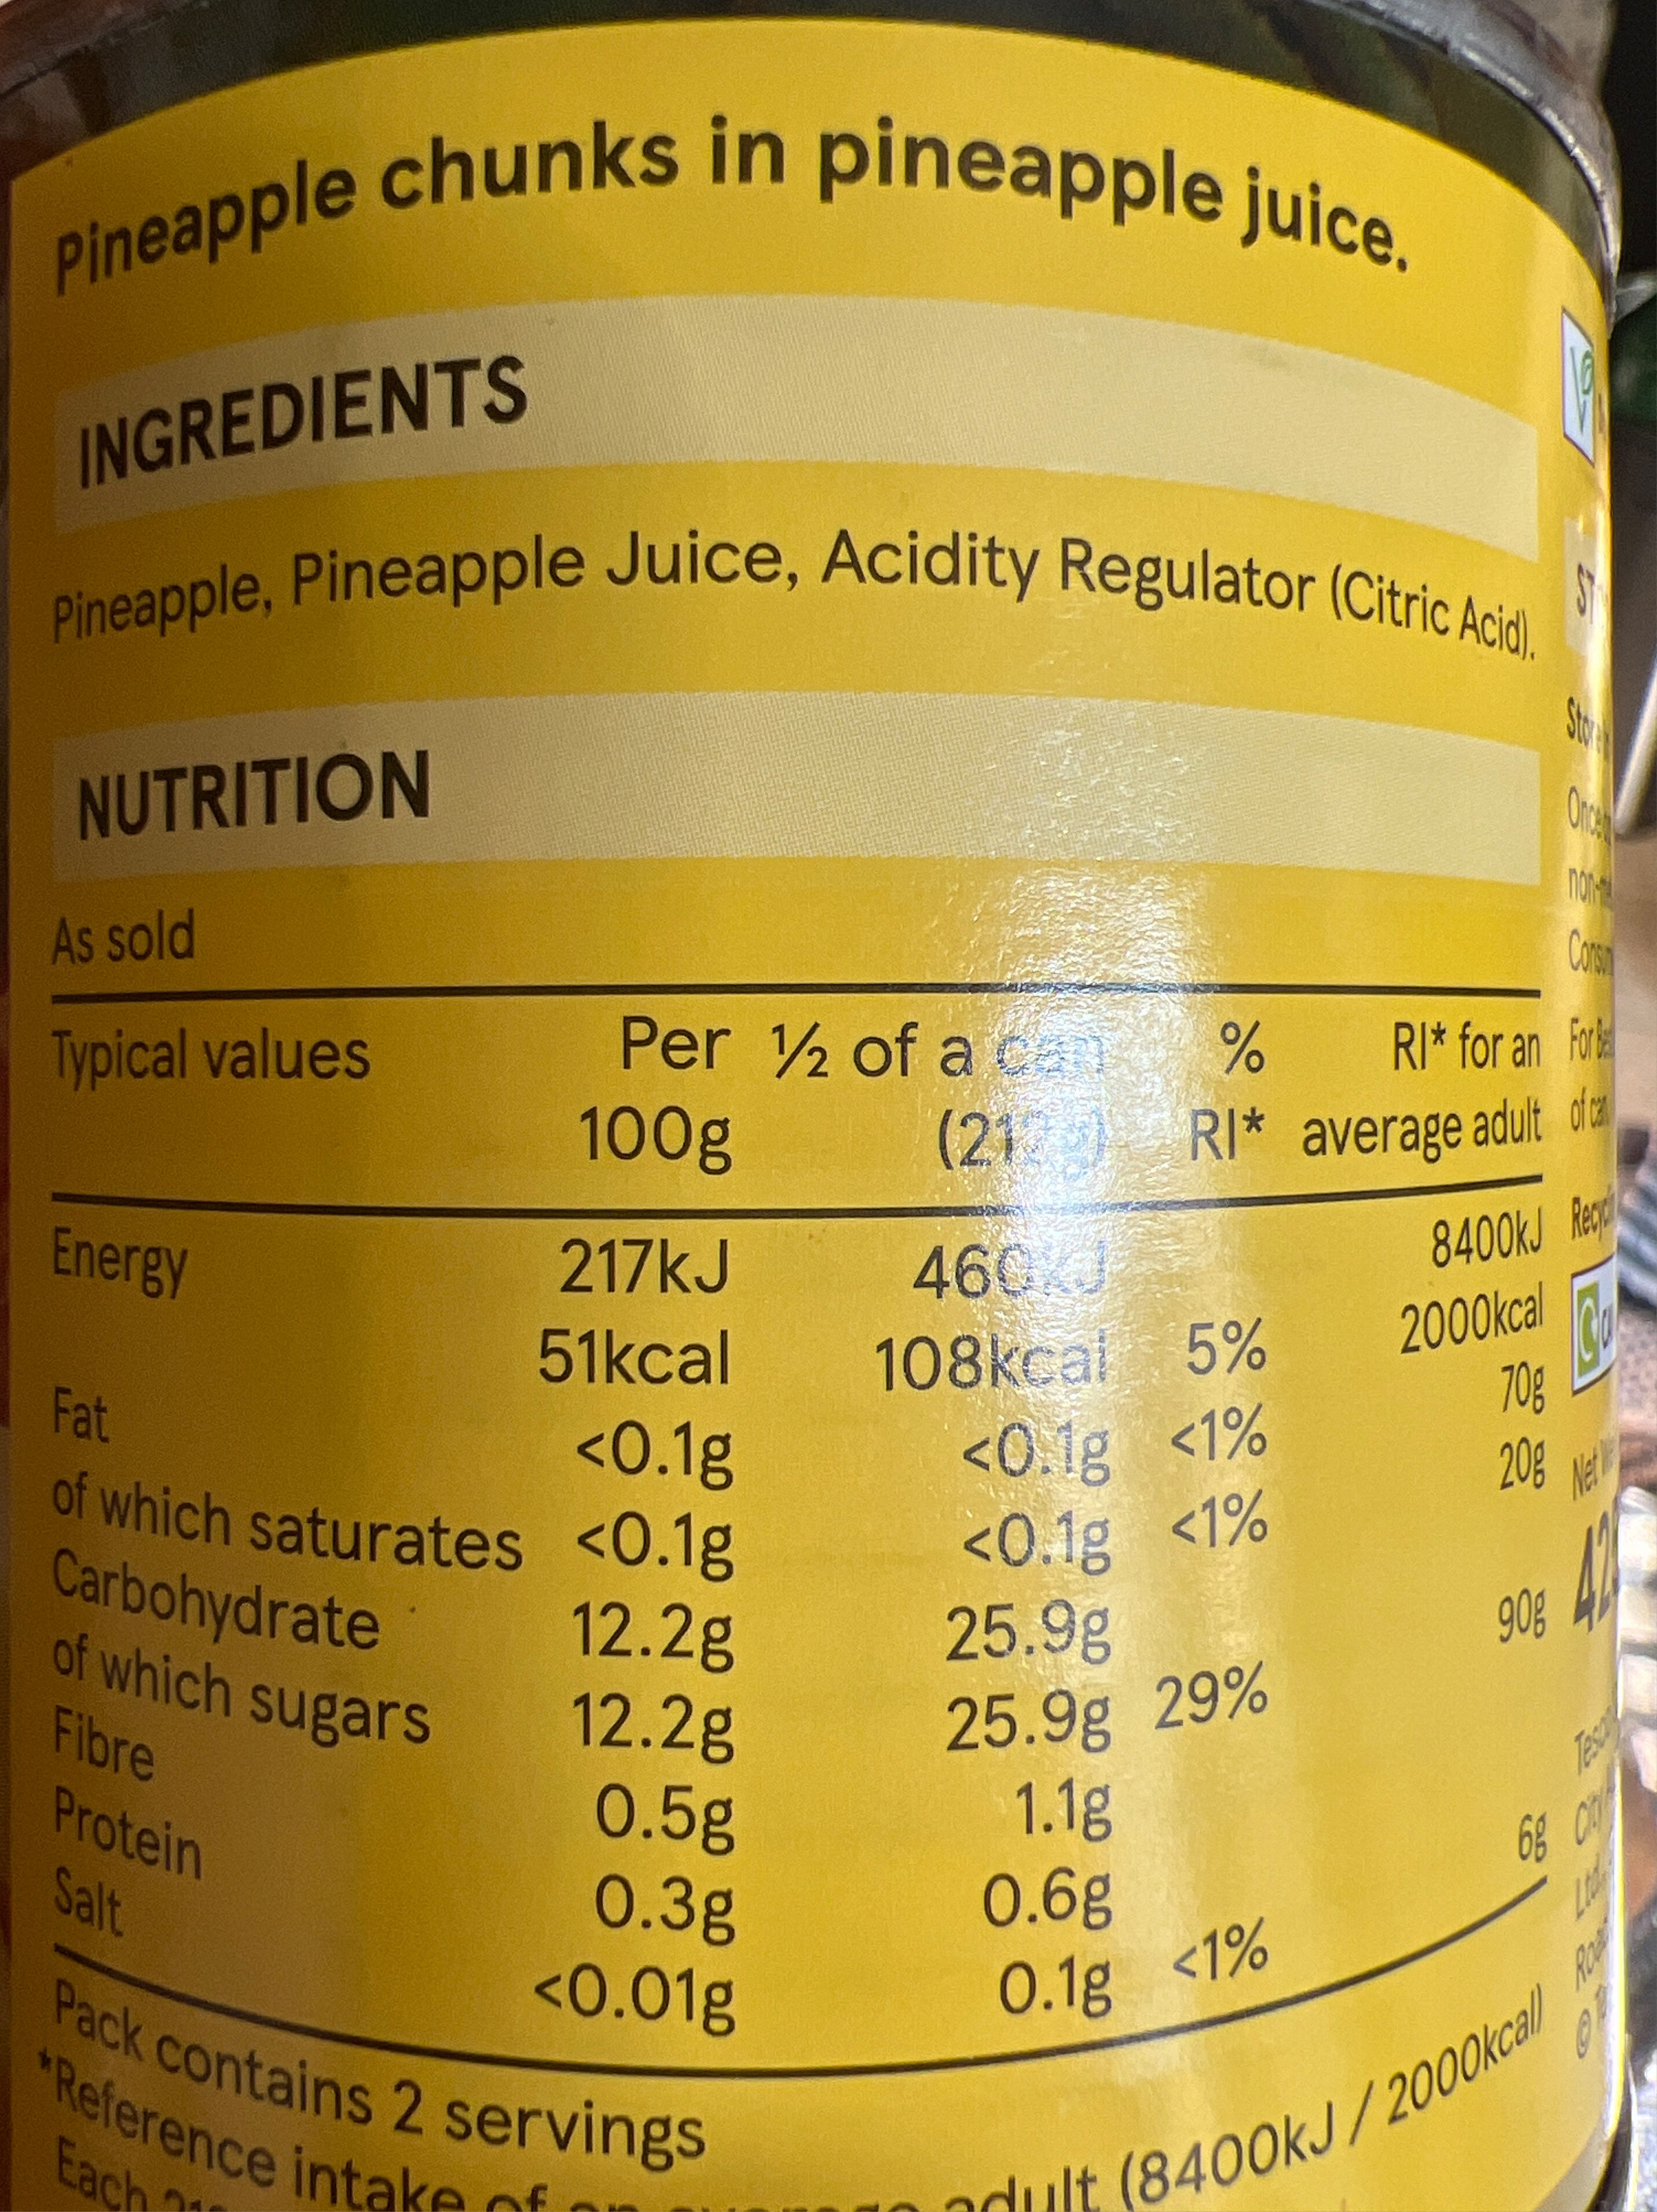 Pineapple chunks in pineapple juice.
INGREDIENTS
Pineapple, Pineapple Juice, Acidity Regulator (Citric Acid).
NUTRITION
As sold
Typical values Per ½ of a can % RI* for an
100g RI* average adult
Energy 217kJ 460kJ 8400kJ
51kcal 108kcal 5% 2000kcal
Fat <0.1g <0.1g <1% 70g
of which saturates <0.1g <0.1g <1% 20g
Carbohydrate 12.2g 25.9g
of which sugars 12.2g 25.9g 29% 90g
Fibre 0.5g 1.1g
Protein 0.3g 0.6g
Salt <0.01g 0.1g <1% 6g
Pack contains 2 servings
*Reference intake of an average adult (8400kJ / 2000kcal)
Each
Net